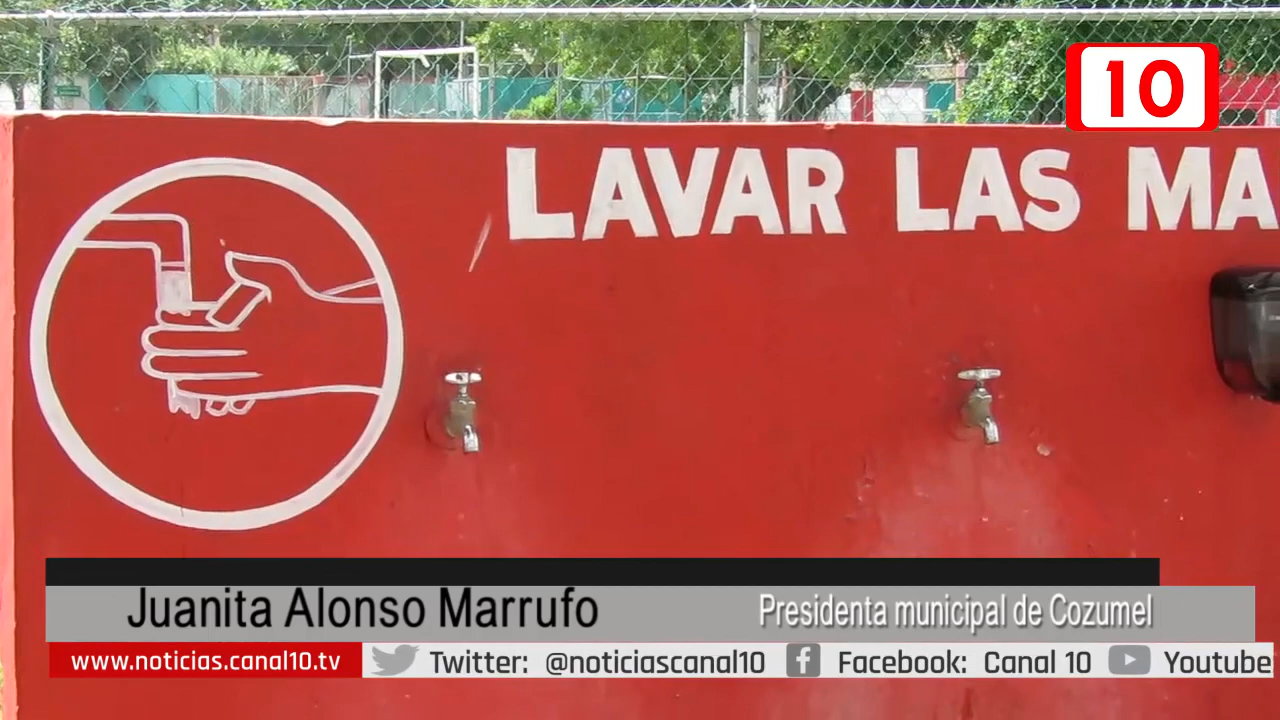 10
LAVAR LAS MA
Juanita Alonso Marrufo
Presidenta municipal de Cozumel
www.noticias.canal10.tv Twitter: @noticiascanal10 Facebook: Canal 10 Youtube